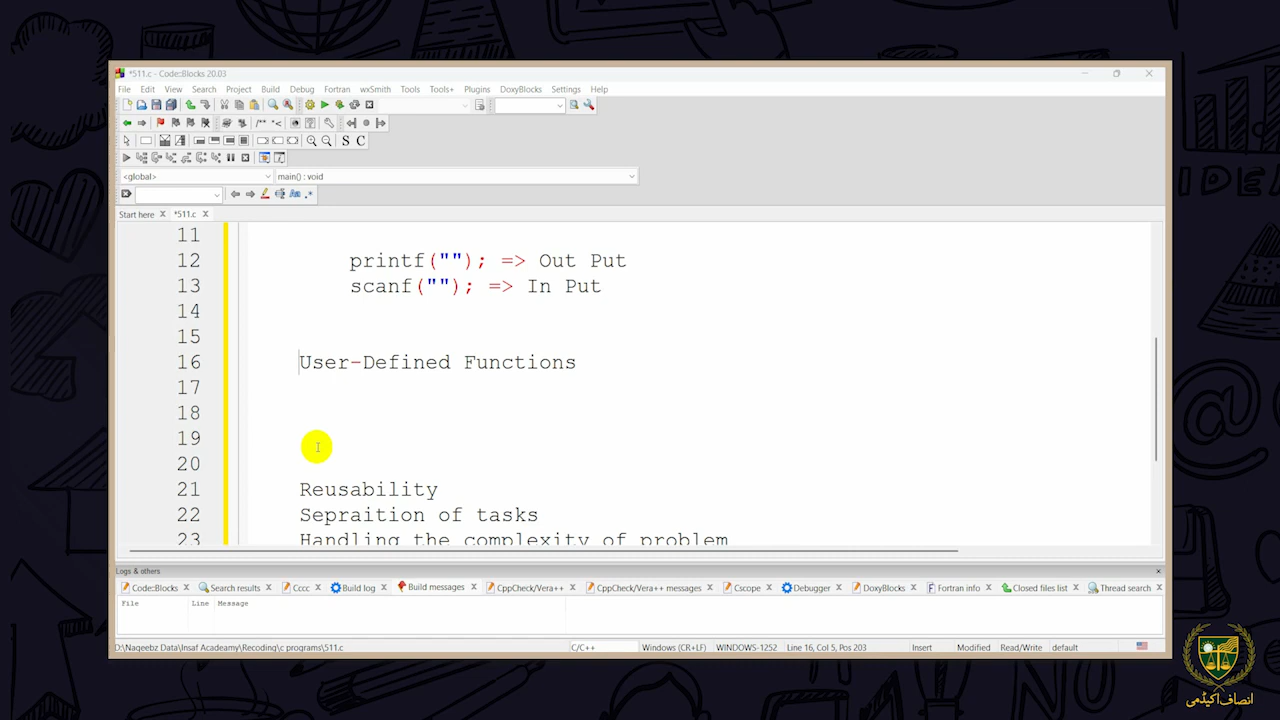 *511.c - Code::Blocks 20.03
File Edit View Search Project Build Debug Fortran wxSmith Tools Tools+ Plugins DoxyBlocks Settings Help
S C
<global> main() : void
Start here *511.c
11
12 printf(""); => Out Put
13 scanf(""); => In Put
14
15
16 User-Defined Functions
17
18
19
20
21 Reusability
22 Sepraition of tasks
23 Handling the complexity of problem
Logs & others
Code::Blocks Search results Cccc Build log Build messages CppCheck/Vera++ CppCheck/Vera++ messages Cscope Debugger DoxyBlocks Fortran info Closed files list Thread search
File Line Message
D:\Naqeebz Data\Insaf Acadeamy\Recoding\c programs\511.c C/C++ Windows (CR+LF) WINDOWS-1252 Line 16, Col 5, Pos 203 Insert Modified Read/Write default
IDEA
انصاف اکیڈمی